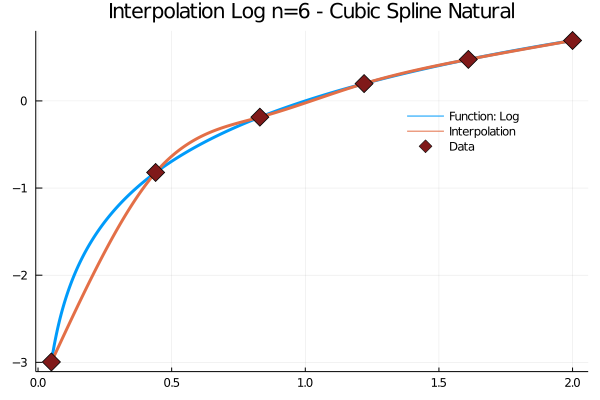 Interpolation Log n=6 - Cubic Spline Natural
0
−1
−2
−3
Function: Log
Interpolation
Data
0.0 0.5 1.0 1.5 2.0